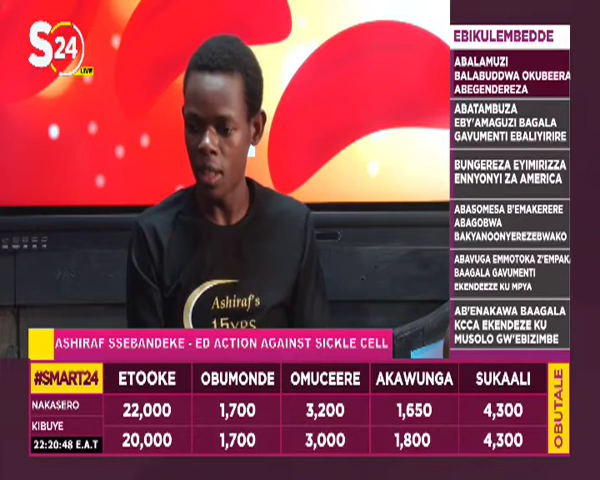 S24
LIVE
EBIKULEMBEDDE
ABALAMUZI
BALABUDDWA OKUBEERA
ABEGENDEREZA
ABATAMBUZA
EBY'AMAGUZI BAGALA
GAVUMENTI EBALIYIRIRE
BUNGEREZA EYIMIRIZZA
ENNYONYI ZA AMERICA
ABASOMESA B'EMAKERERE
ABAGOBWA
BAKYANOONYEREZEBWAKO
ABAVUGA EMMOTOKA Z'EMPAKA
BAAGALA GAVUMENTI
EKENDEEZE KU MPYA
AB'ENAKAWA BAAGALA
KCCA EKENDEZE KU
MUSOLO GW'EBIZIMBE
Ashiraf's
15YRS
ASHIRAF SSEBANDEKE - ED ACTION AGAINST SICKLE CELL
#SMART24 ETOOKE OBUMONDE OMUCEERE AKAWUNGA SUKAALI
NAKASERO 22,000 1,700 3,200 1,650 4,300
KIBUYE 20,000 1,700 3,000 1,800 4,300
22:20:48 E.A.T
OBUTALE